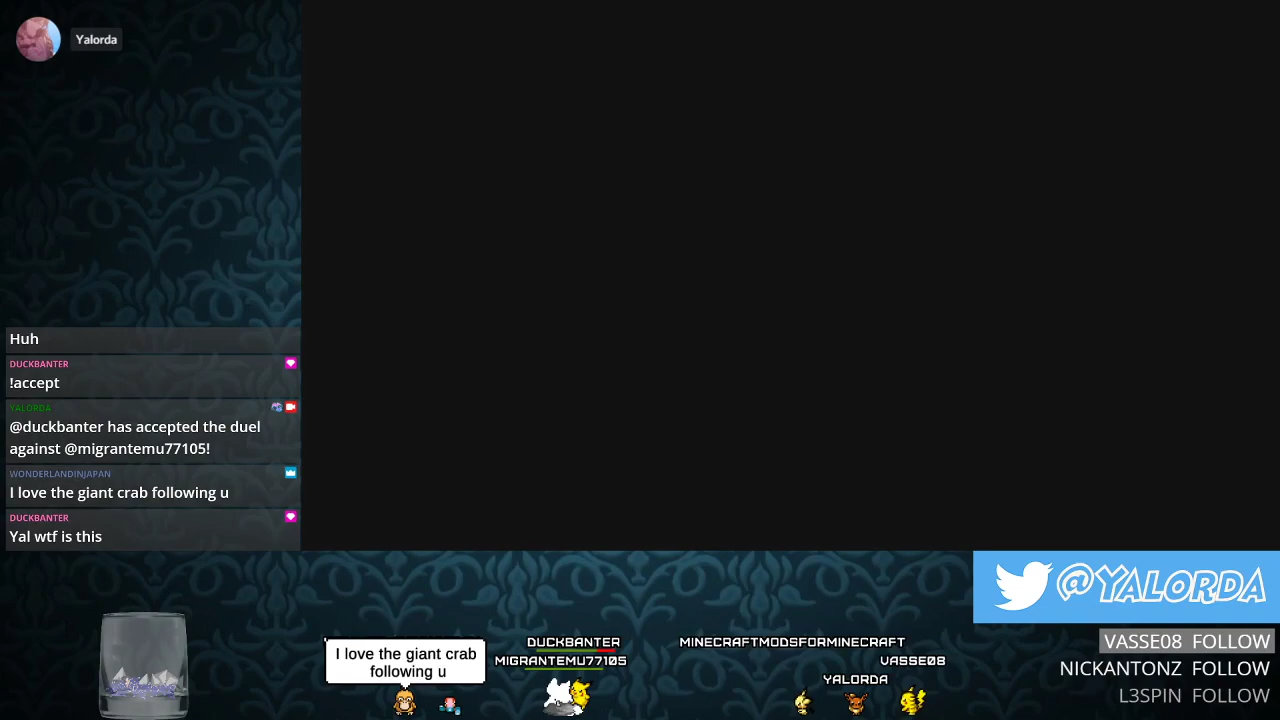 Yalorda
Huh
DUCKBANTER
!accept
YALORDA
@duckbanter has accepted the duel
against @migrantemu77105!
WONDERLANDINJAPAN
I love the giant crab following u
DUCKBANTER
Yal wtf is this
I love the giant crab
following u
DUCKBANTER
MIGRANTEMU77105
MINECRAFTMODSFORMINECRAFT
VASSE08
YALORDA
@YALORDA
VASSE08 FOLLOW
NICKANTONZ FOLLOW
L3SPIN FOLLOW